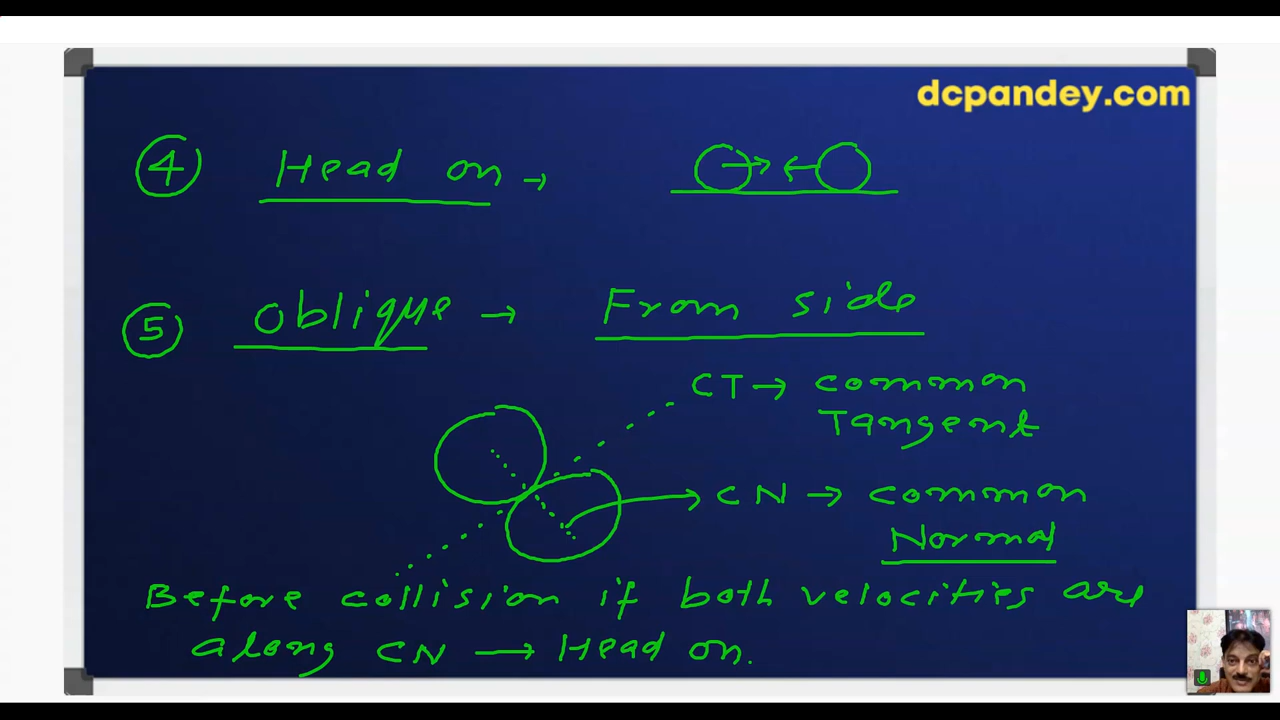 dcpandey.com
④ Head on →
⑤ Oblique → From side
CT → common
Tangent
CN → common
Normal
Before collision if both velocities are
along CN → Head on.